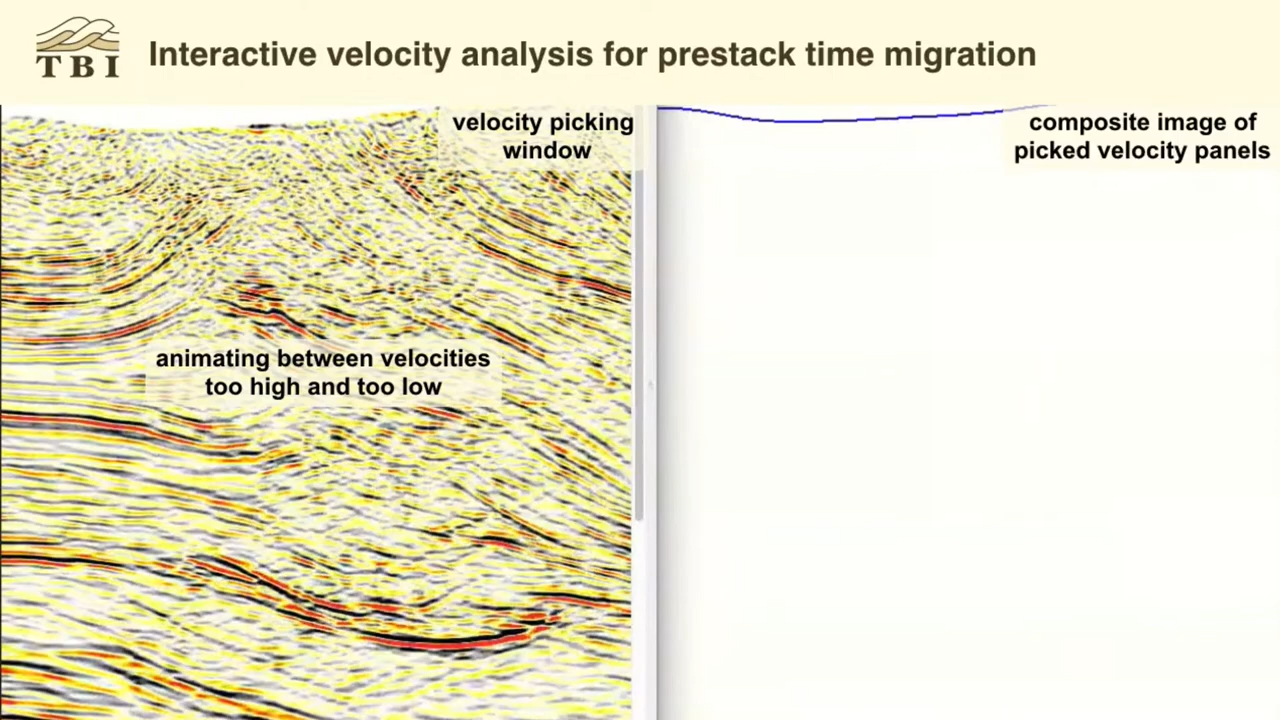 TBI
Interactive velocity analysis for prestack time migration
velocity picking
window
composite image of
picked velocity panels
animating between velocities
too high and too low